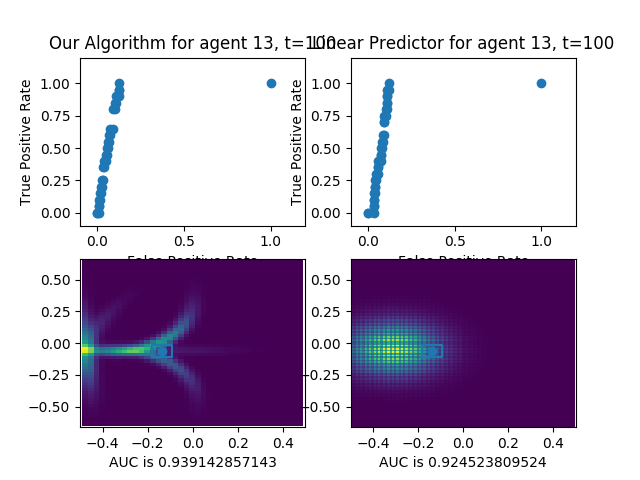 Our Algorithm for agent 13, t=100
Linear Predictor for agent 13, t=100
True Positive Rate
1.00
0.75
0.50
0.25
0.00
0.0 0.5 1.0
False Positive Rate
True Positive Rate
1.00
0.75
0.50
0.25
0.00
0.0 0.5 1.0
False Positive Rate
0.50
0.25
0.00
−0.25
−0.50
−0.4 −0.2 0.0 0.2 0.4
AUC is 0.939142857143
0.50
0.25
0.00
−0.25
−0.50
−0.4 −0.2 0.0 0.2 0.4
AUC is 0.924523809524